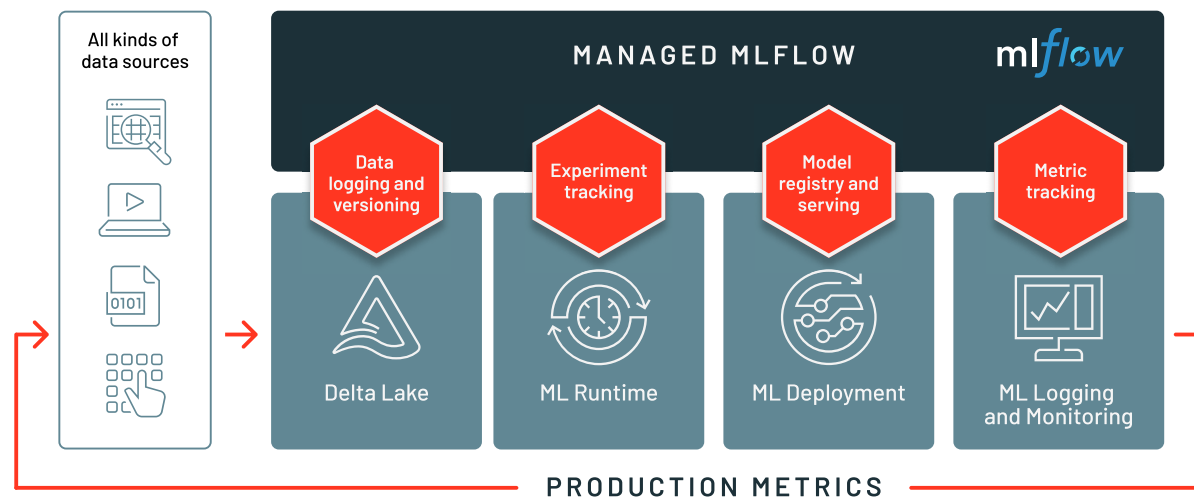 All kinds of
data sources
0101
MANAGED MLFLOW
mlflow
Data
logging and
versioning
Experiment
tracking
Model
registry and
serving
Metric
tracking
Delta Lake
ML Runtime
ML Deployment
ML Logging
and Monitoring
PRODUCTION METRICS